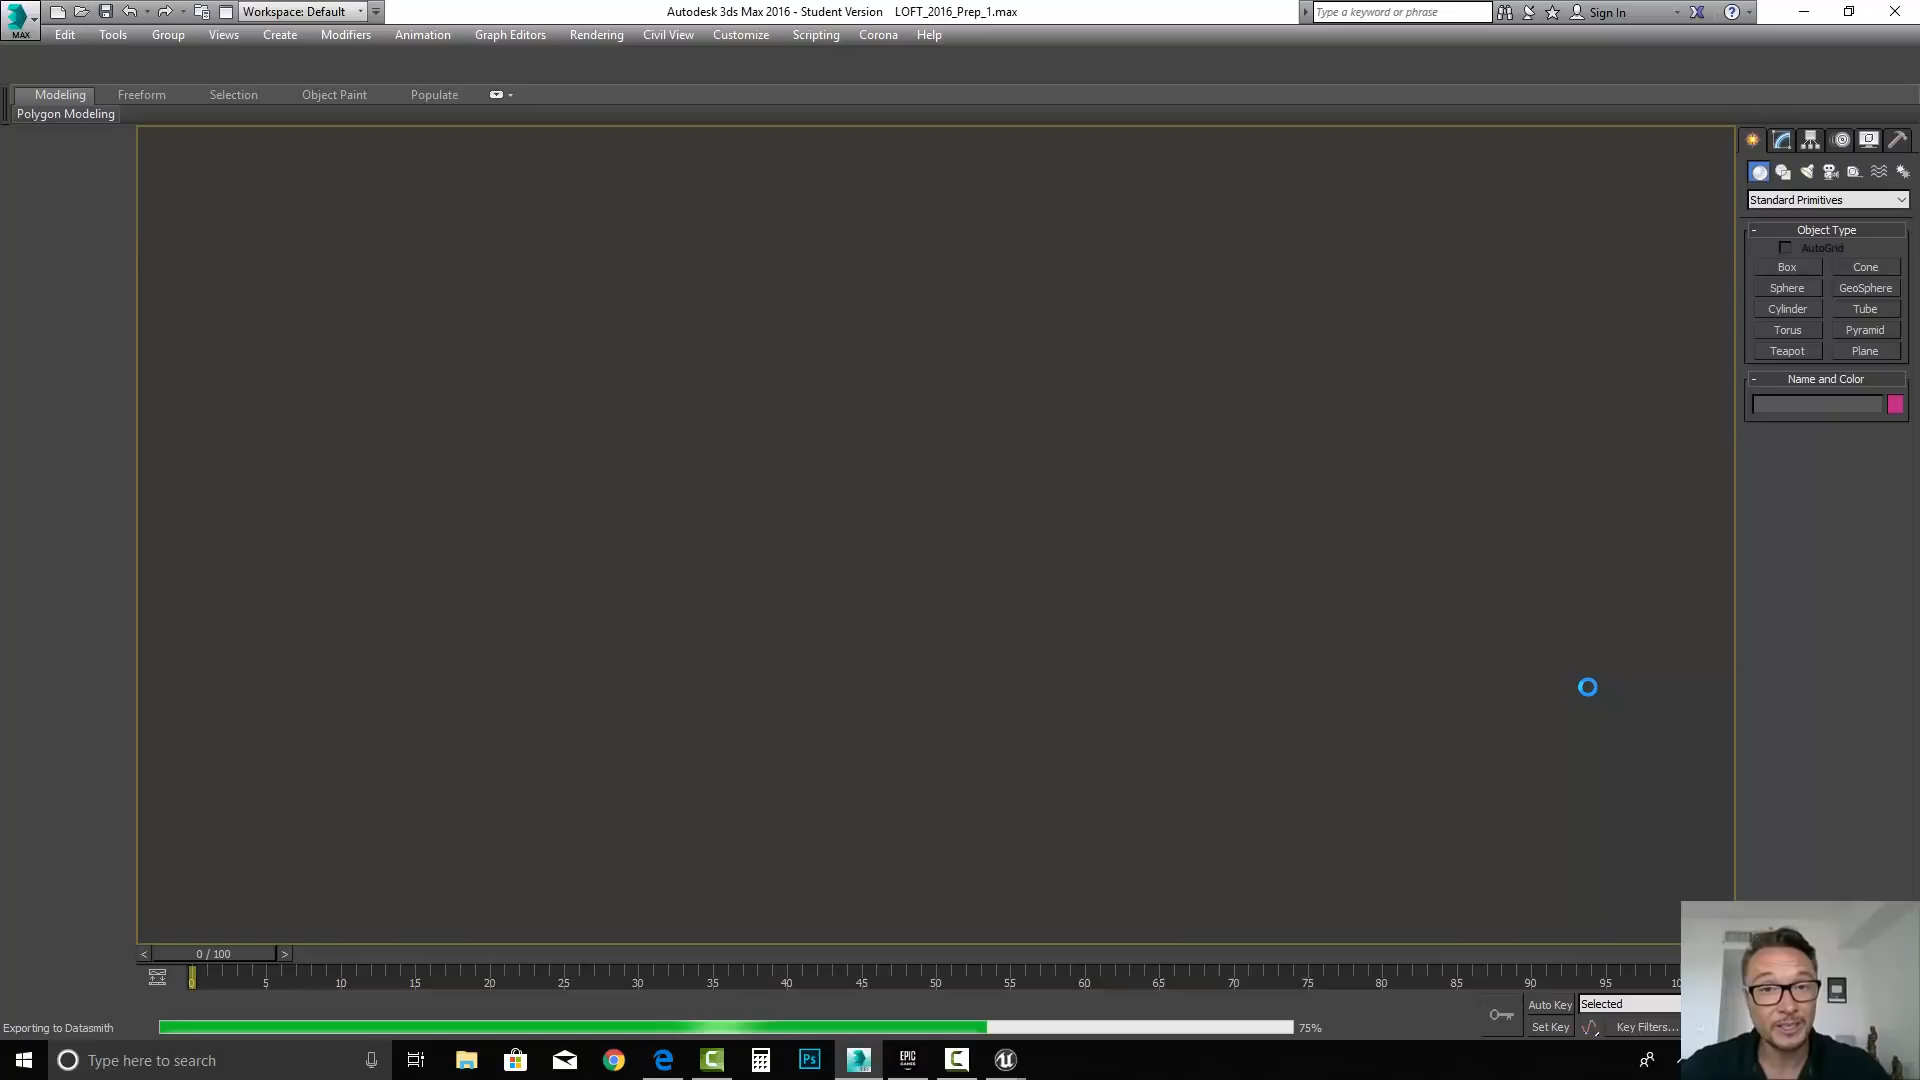 MAX
Workspace: Default
Autodesk 3ds Max 2016 - Student Version LOFT_2016_Prep_1.max
Type a keyword or phrase
Sign In
Edit Tools Group Views Create Modifiers Animation Graph Editors Rendering Civil View Customize Scripting Corona Help
Modeling Freeform Selection Object Paint Populate
Polygon Modeling
Standard Primitives
- Object Type
AutoGrid
Box Cone
Sphere GeoSphere
Cylinder Tube
Torus Pyramid
Teapot Plane
- Name and Color
< 0 / 100 >
0 5 10 15 20 25 30 35 40 45 50 55 60 65 70 75 80 85 90 95
Auto Key Selected
Set Key Key Filters...
Exporting to Datasmith 75%
Type here to search
Ps
EPIC GAMES